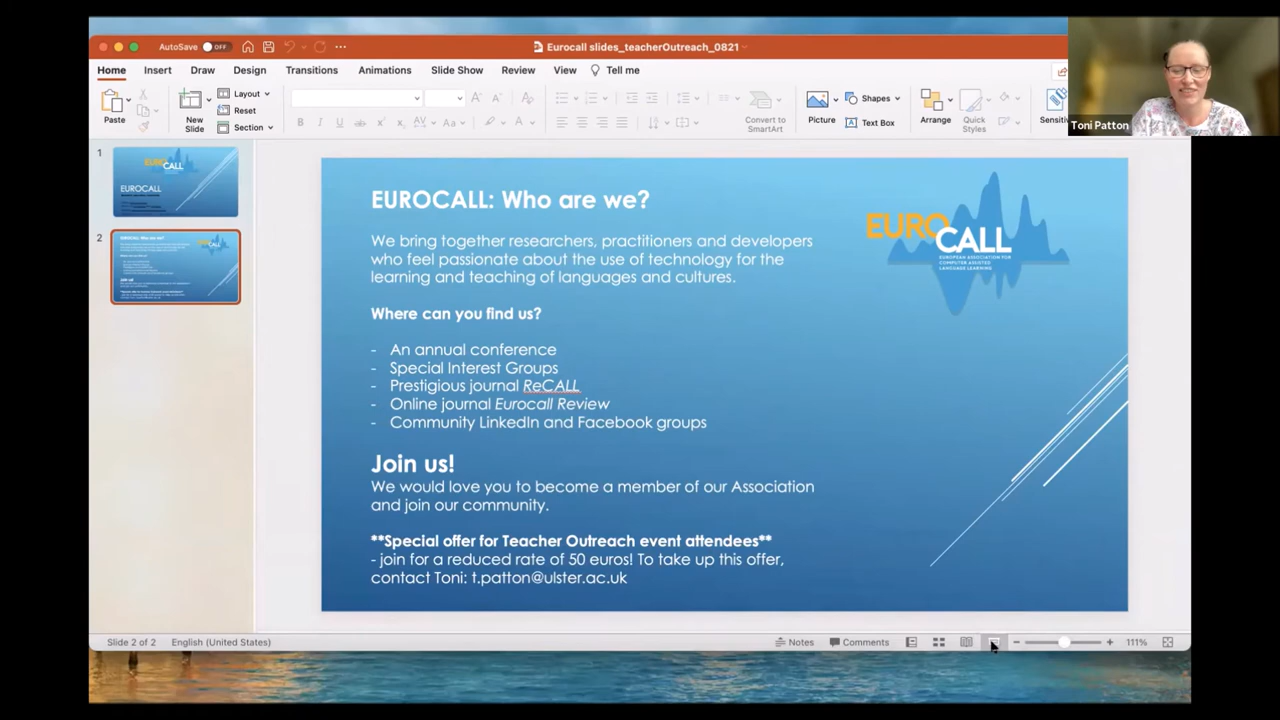 AutoSave OFF
Eurocall slides_teacherOutreach_0821
Home Insert Draw Design Transitions Animations Slide Show Review View Tell me
Paste
New Slide
Layout
Reset
Section
Convert to SmartArt
Picture
Shapes
Text Box
Arrange
Quick Styles
Sensitiv
Toni Patton
1
EUROCALL
2
EUROCALL: Who are we?
We bring together researchers, practitioners and developers
who feel passionate about the use of technology for the
learning and teaching of languages and cultures.
Where can you find us?
- An annual conference
- Special Interest Groups
- Prestigious journal ReCALL
- Online journal Eurocall Review
- Community LinkedIn and Facebook groups
Join us!
We would love you to become a member of our Association
and join our community.
**Special offer for Teacher Outreach event attendees**
- join for a reduced rate of 50 euros! To take up this offer,
contact Toni: t.patton@ulster.ac.uk
EUROCALL
EUROPEAN ASSOCIATION FOR
COMPUTER ASSISTED
LANGUAGE LEARNING
Slide 2 of 2 English (United States)
Notes Comments 111%